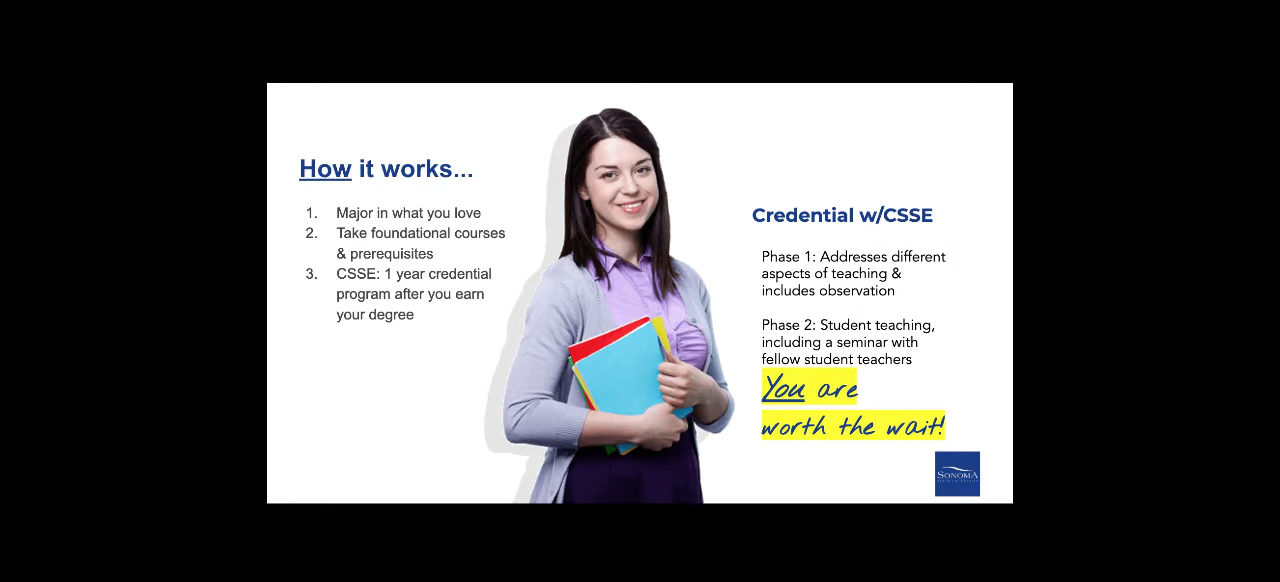 How it works...
1. Major in what you love
2. Take foundational courses
& prerequisites
3. CSSE: 1 year credential
program after you earn
your degree
Credential w/CSSE
Phase 1: Addresses different
aspects of teaching &
includes observation
Phase 2: Student teaching,
including a seminar with
fellow student teachers
You are
worth the wait!
SONOMA